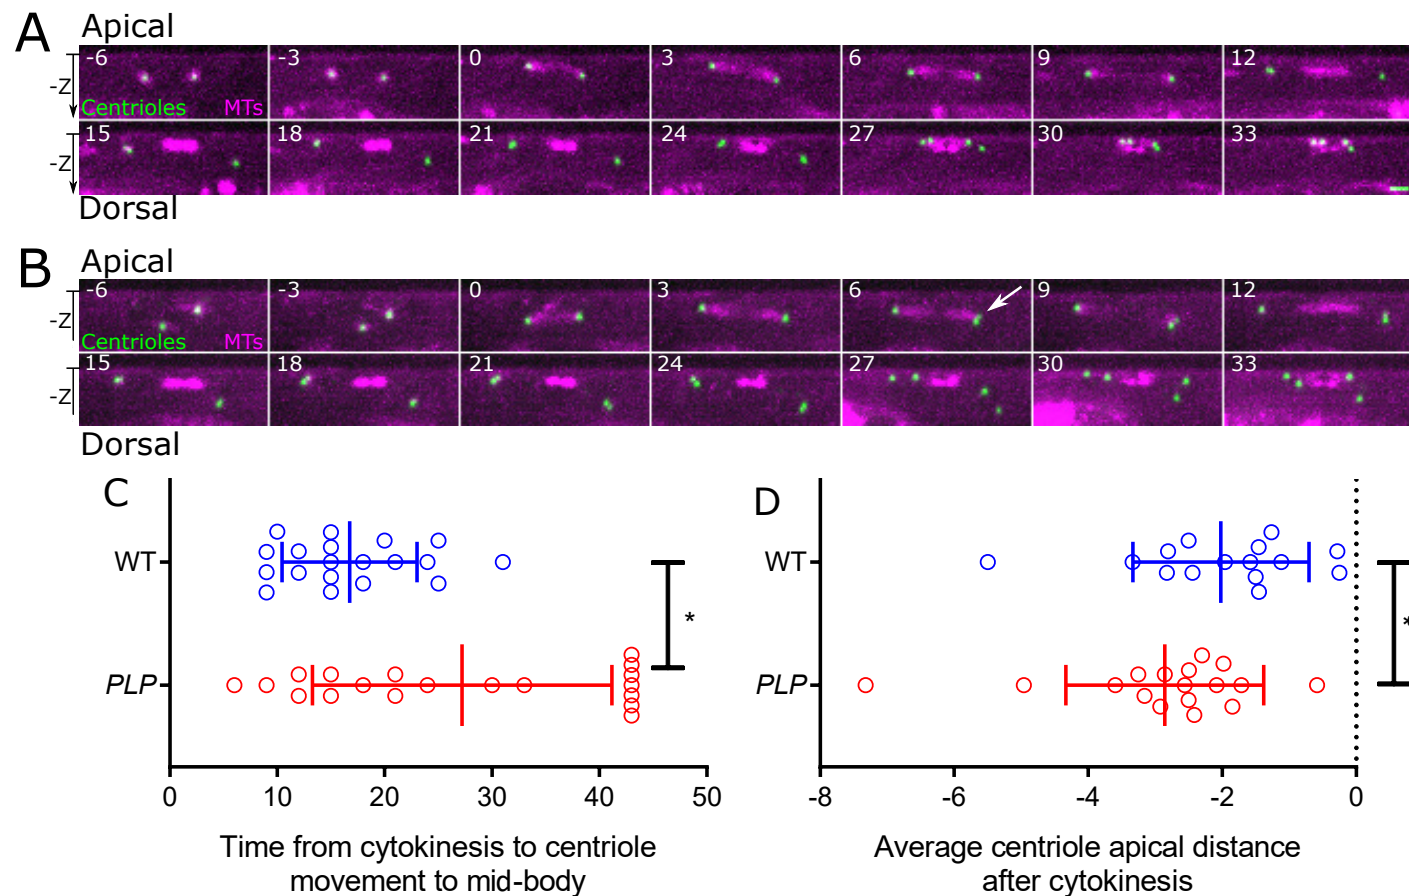 A
Apical
-6
-3
0
3
6
9
12
-Z
Centrioles
MTs
15
18
21
24
27
30
33
-Z
Dorsal
B
Apical
-6
-3
0
3
6
9
12
-Z
Centrioles
MTs
15
18
21
24
27
30
33
-Z
Dorsal
C
WT
PLP
*
0
10
20
30
40
50
Time from cytokinesis to centriole
movement to mid-body
D
WT
PLP
*
-8
-6
-4
-2
0
Average centriole apical distance
after cytokinesis